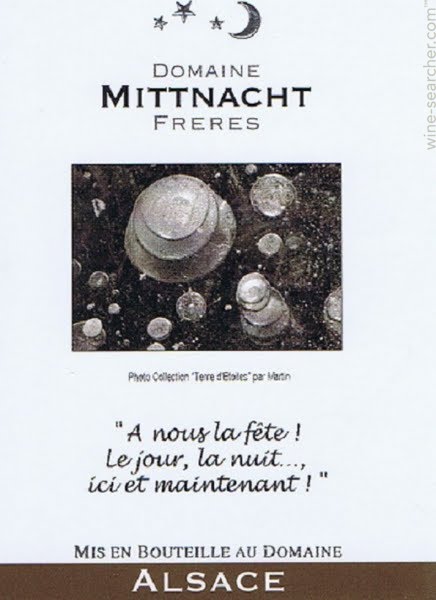 DOMAINE
MITTNACHT
FRERES
Photo Collection "Terre d'Etoiles" par Martin
"A nous la fête !
Le jour, la nuit...,
ici et maintenant ! "
MIS EN BOUTEILLE AU DOMAINE
ALSACE
wine-searcher.com™